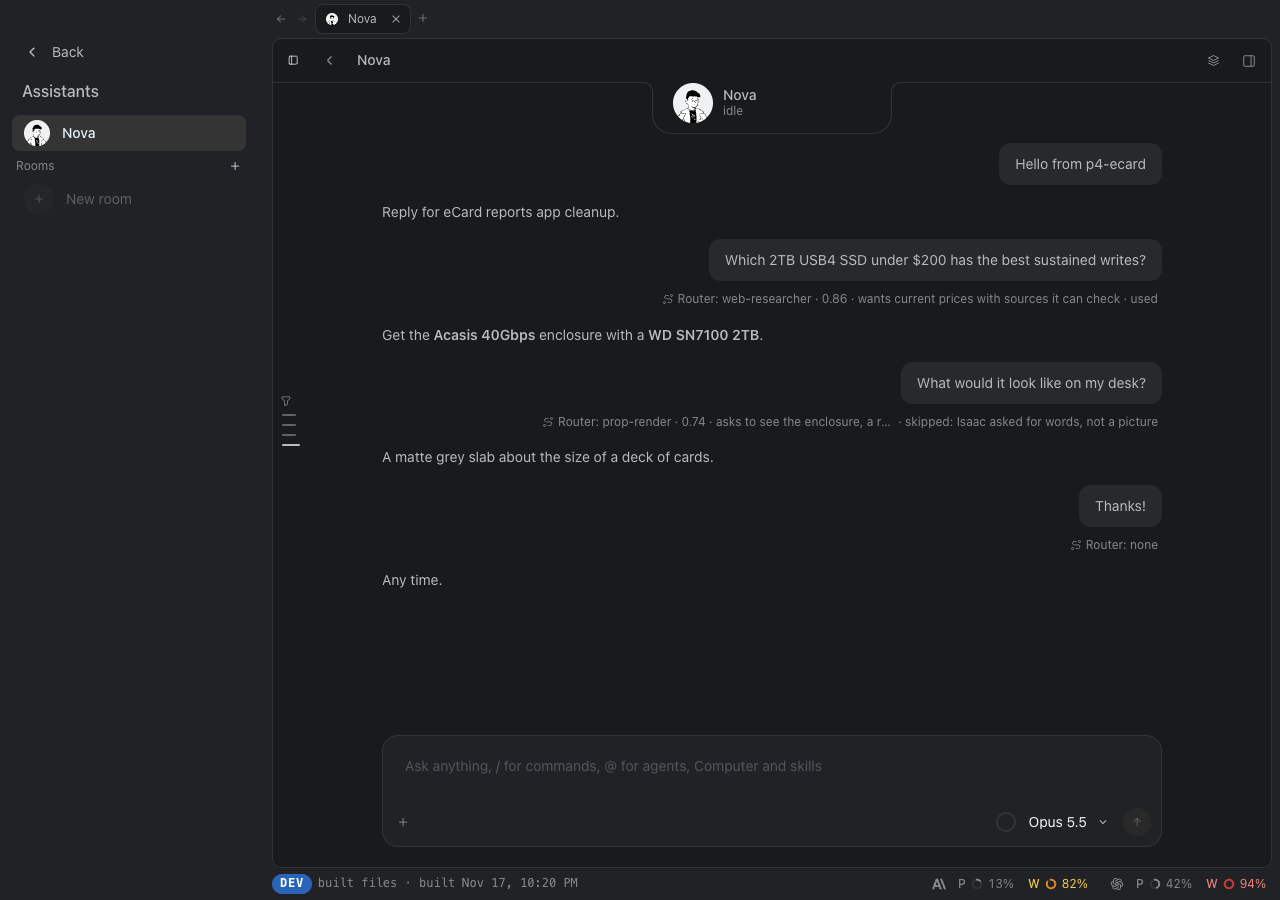 Nova
Back
Nova
Assistants
Nova
idle
Nova
Rooms
New room
Hello from p4-ecard
Reply for eCard reports app cleanup.
Which 2TB USB4 SSD under $200 has the best sustained writes?
Router: web-researcher · 0.86 · wants current prices with sources it can check · used
Get the Acasis 40Gbps enclosure with a WD SN7100 2TB.
What would it look like on my desk?
Router: prop-render · 0.74 · asks to see the enclosure, a r… · skipped: Isaac asked for words, not a picture
A matte grey slab about the size of a deck of cards.
Thanks!
Router: none
Any time.
Ask anything, / for commands, @ for agents, Computer and skills
Opus 5.5
DEV built files · built Nov 17, 10:20 PM
P 13% W 82% P 42% W 94%